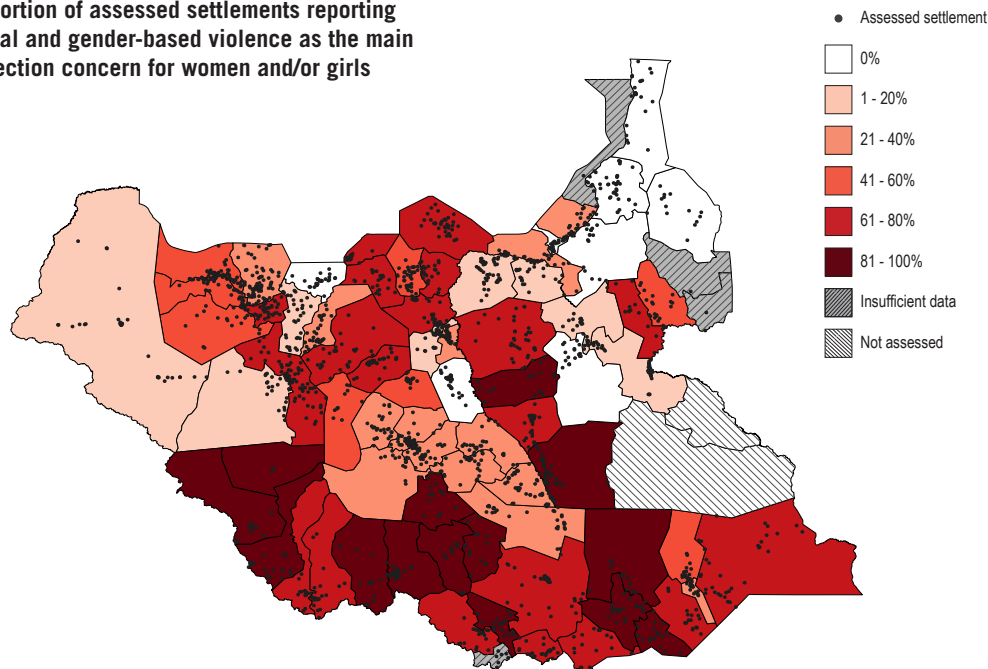 ortion of assessed settlements reporting
al and gender-based violence as the main
ection concern for women and/or girls
Assessed settlement
0%
1 - 20%
21 - 40%
41 - 60%
61 - 80%
81 - 100%
Insufficient data
Not assessed